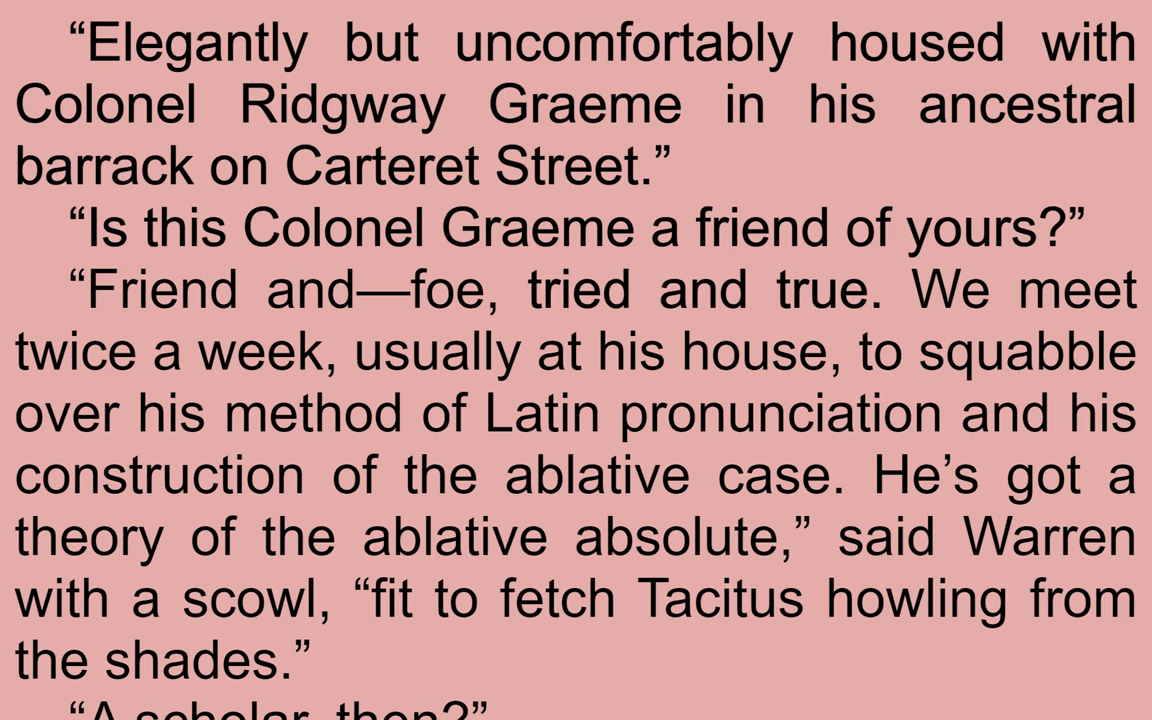 “Elegantly but uncomfortably housed with
Colonel Ridgway Graeme in his ancestral
barrack on Carteret Street.”
“Is this Colonel Graeme a friend of yours?”
“Friend and—foe, tried and true. We meet
twice a week, usually at his house, to squabble
over his method of Latin pronunciation and his
construction of the ablative case. He’s got a
theory of the ablative absolute,” said Warren
with a scowl, “fit to fetch Tacitus howling from
the shades.”
“A scholar, then?”